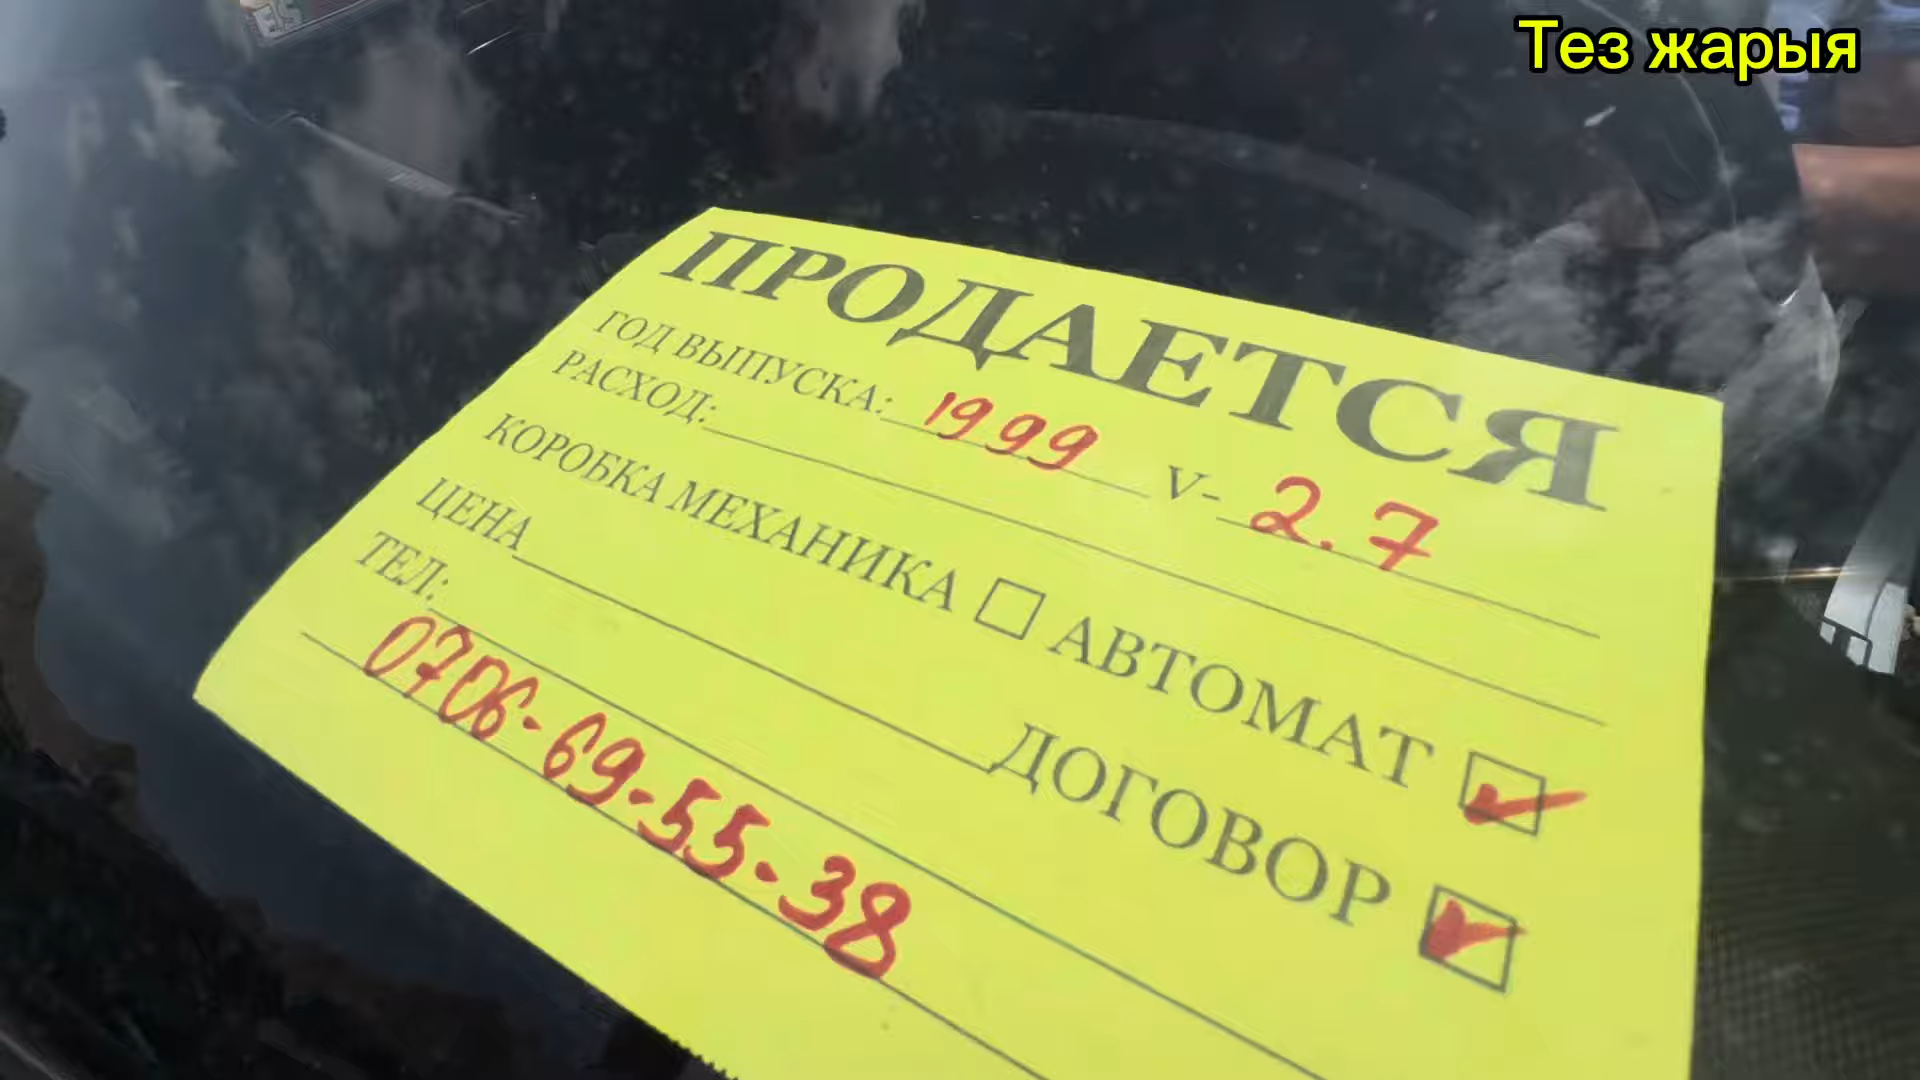 Тез жарыя
ПРОДАЕТСЯ
ГОД ВЫПУСКА: 1999 V- 2.7
РАСХОД:
КОРОБКА МЕХАНИКА АВТОМАТ
ЦЕНА ДОГОВОР
ТЕЛ:
0706-69-55-38